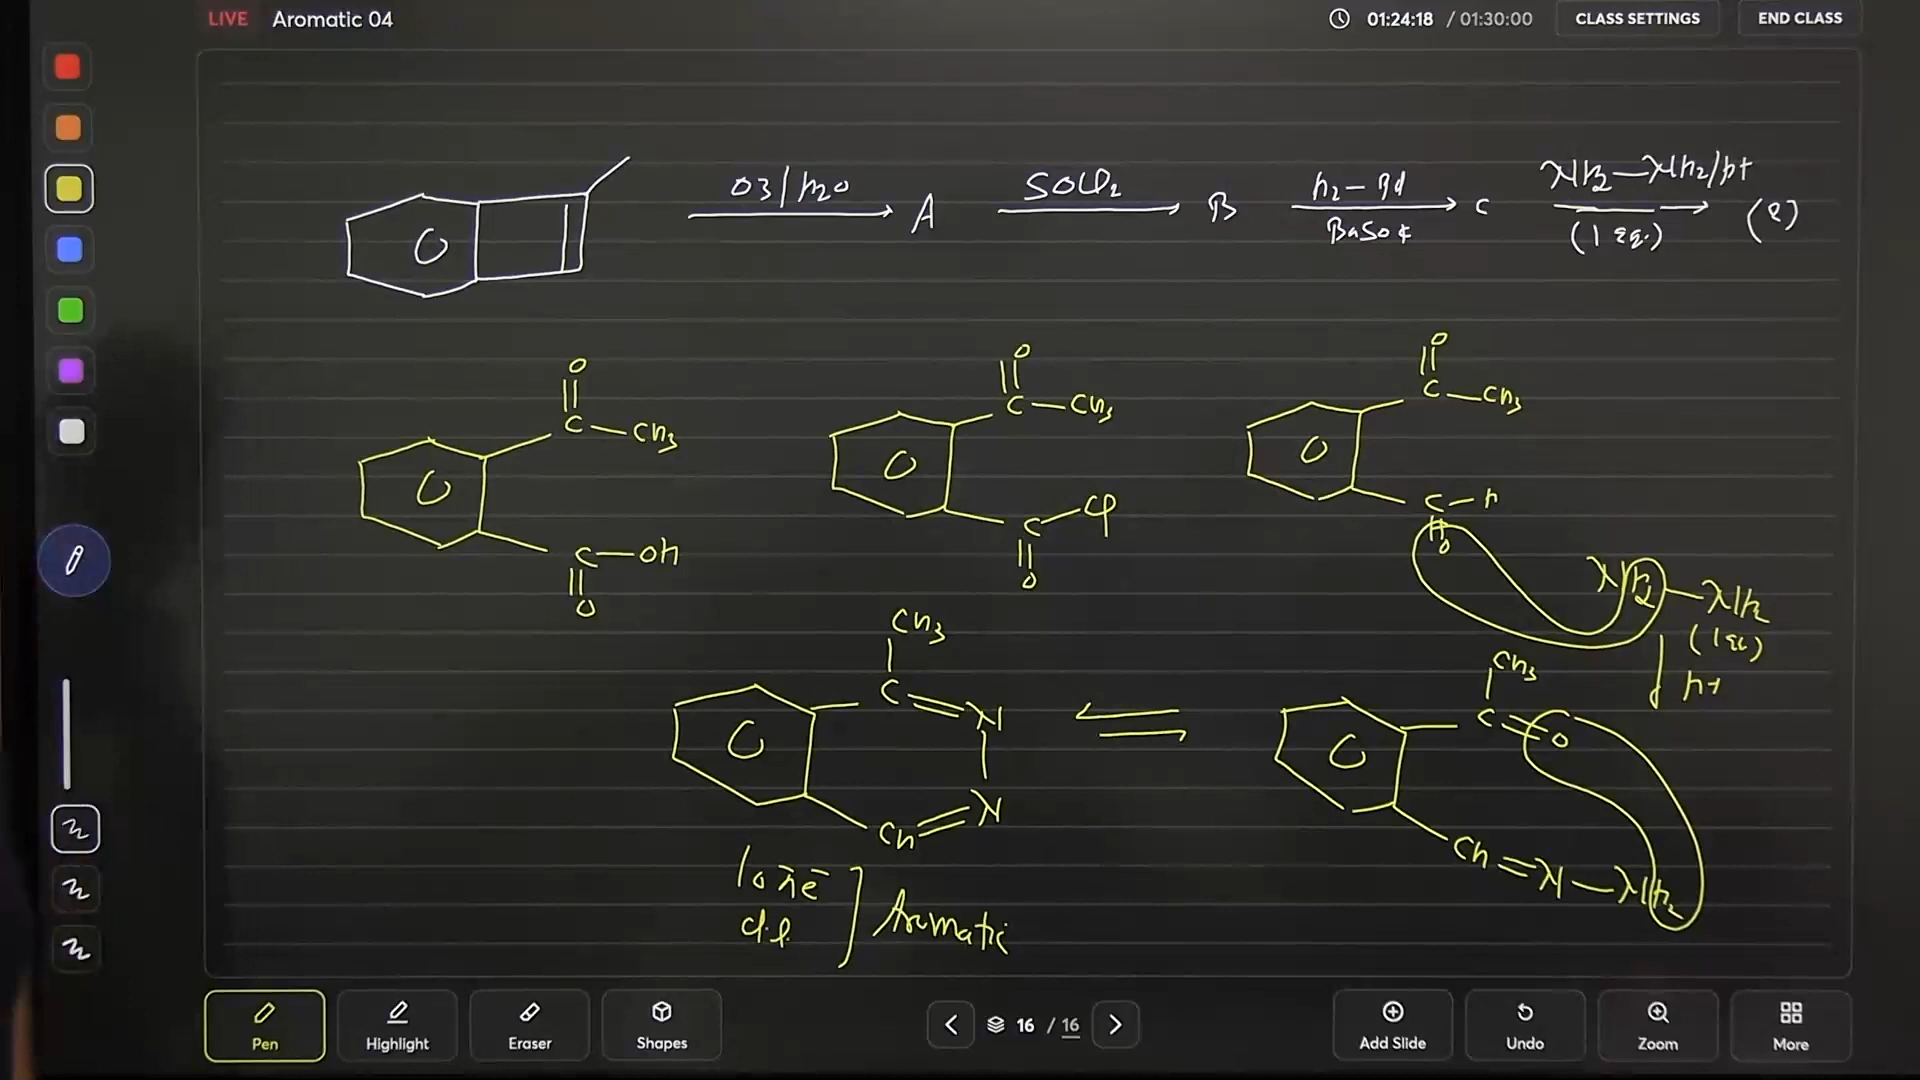 LIVE Aromatic 04 01:24:18 / 01:30:00 CLASS SETTINGS END CLASS
O3/H2O A SOCl2 B H2-Pd BaSO4 C NH2-NH2/H+ (1 eq.) (?)
O
C-CH3
C-OH
O
O
C-CH3
C-Cl
O
O
C-CH3
C-H
O
NH2-NH2
(1eq)
H+
CH3
C=N
N
CH=N
CH3
C=O
CH=N-NH2
10πe-
d.l.
Aromatic
Pen Highlight Eraser Shapes 16 / 16 Add Slide Undo Zoom More